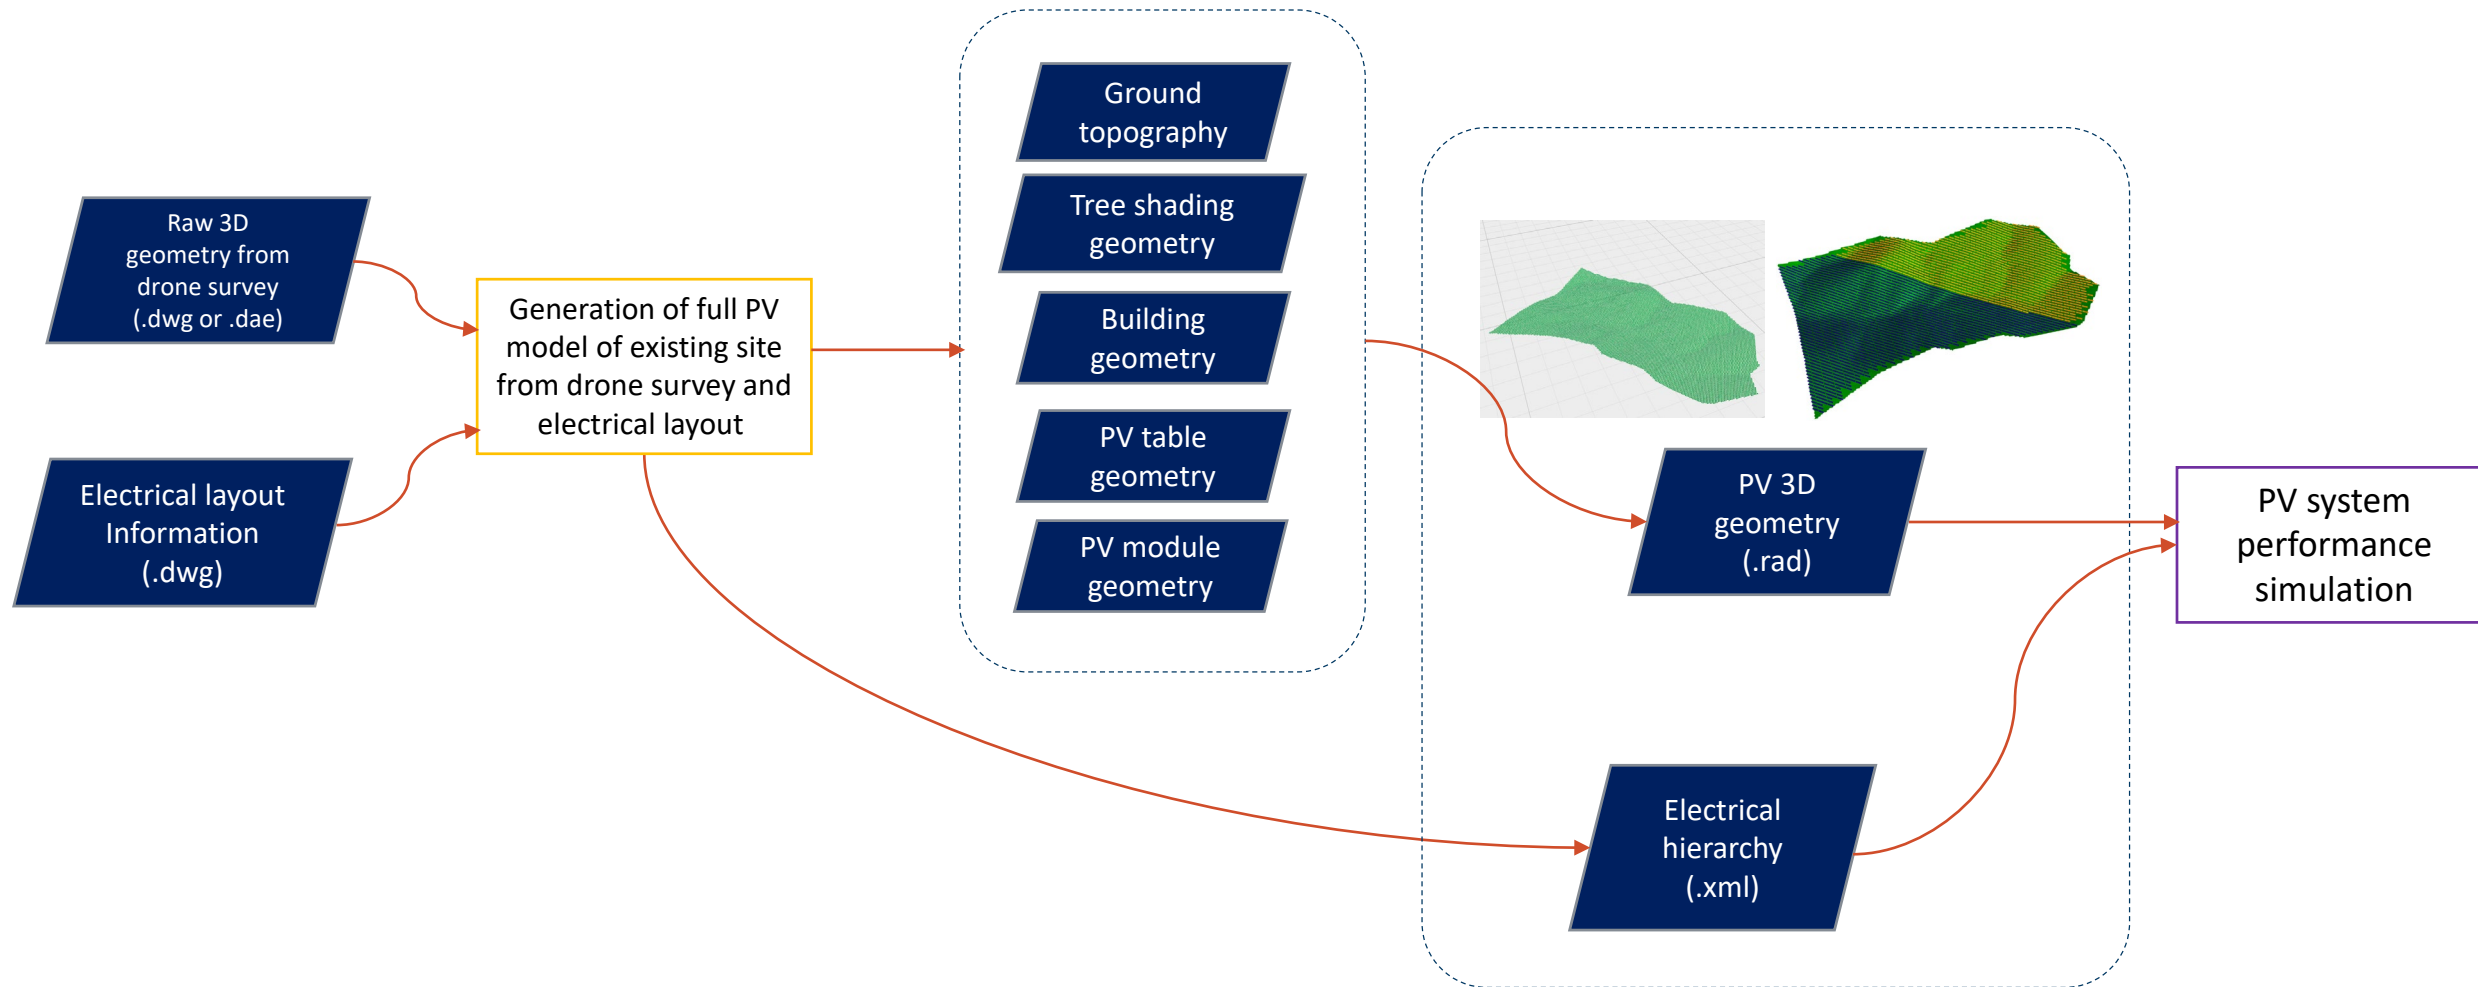 Raw 3D
geometry from
drone survey
(.dwg or .dae)
Electrical layout
Information
(.dwg)
Generation of full PV
model of existing site
from drone survey and
electrical layout
Ground
topography
Tree shading
geometry
Building
geometry
PV table
geometry
PV module
geometry
PV 3D
geometry
(.rad)
Electrical
hierarchy
(.xml)
PV system
performance
simulation